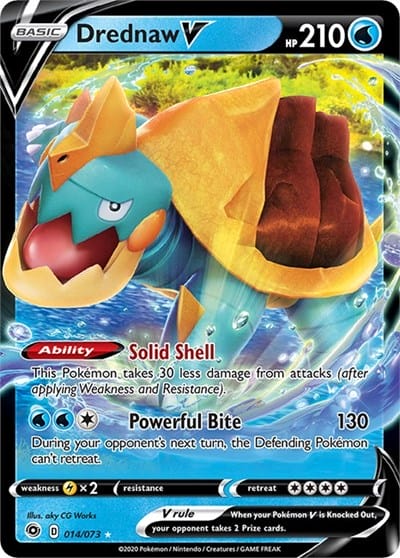 BASIC Drednaw V HP 210
Ability Solid Shell
This Pokémon takes 30 less damage from attacks (after
applying Weakness and Resistance).
Powerful Bite 130
During your opponent's next turn, the Defending Pokémon
can't retreat.
weakness ×2 resistance retreat
Illus. aky CG Works
D 014/073 ★
V rule When your Pokémon V is Knocked Out,
your opponent takes 2 Prize cards.
©2020 Pokémon / Nintendo / Creatures / GAME FREAK